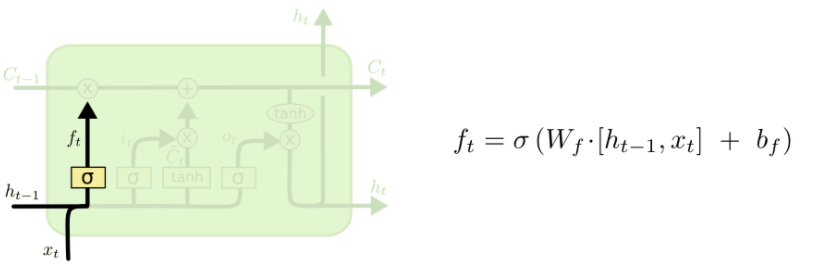 h_t
C_{t-1} × + C_t
tanh
f_t i_t × o_t ×
C̃_t
σ σ tanh σ
h_{t-1} h_t
x_t
f_t = σ (W_f · [h_{t-1}, x_t] + b_f)